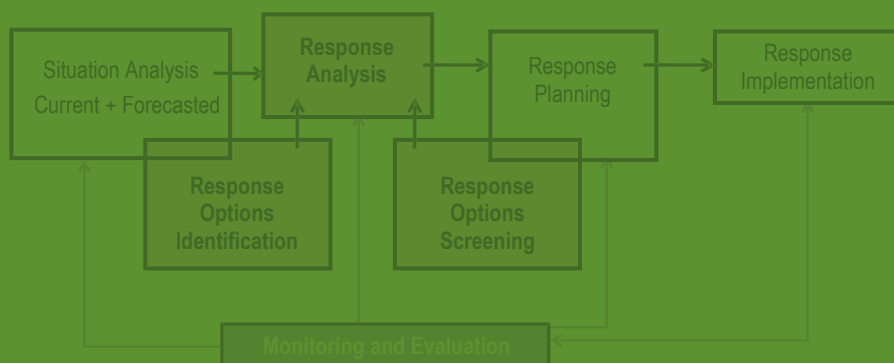 Situation Analysis
Current + Forecasted
Response
Analysis
Response
Planning
Response
Implementation
Response
Options
Identification
Response
Options
Screening
Monitoring and Evaluation